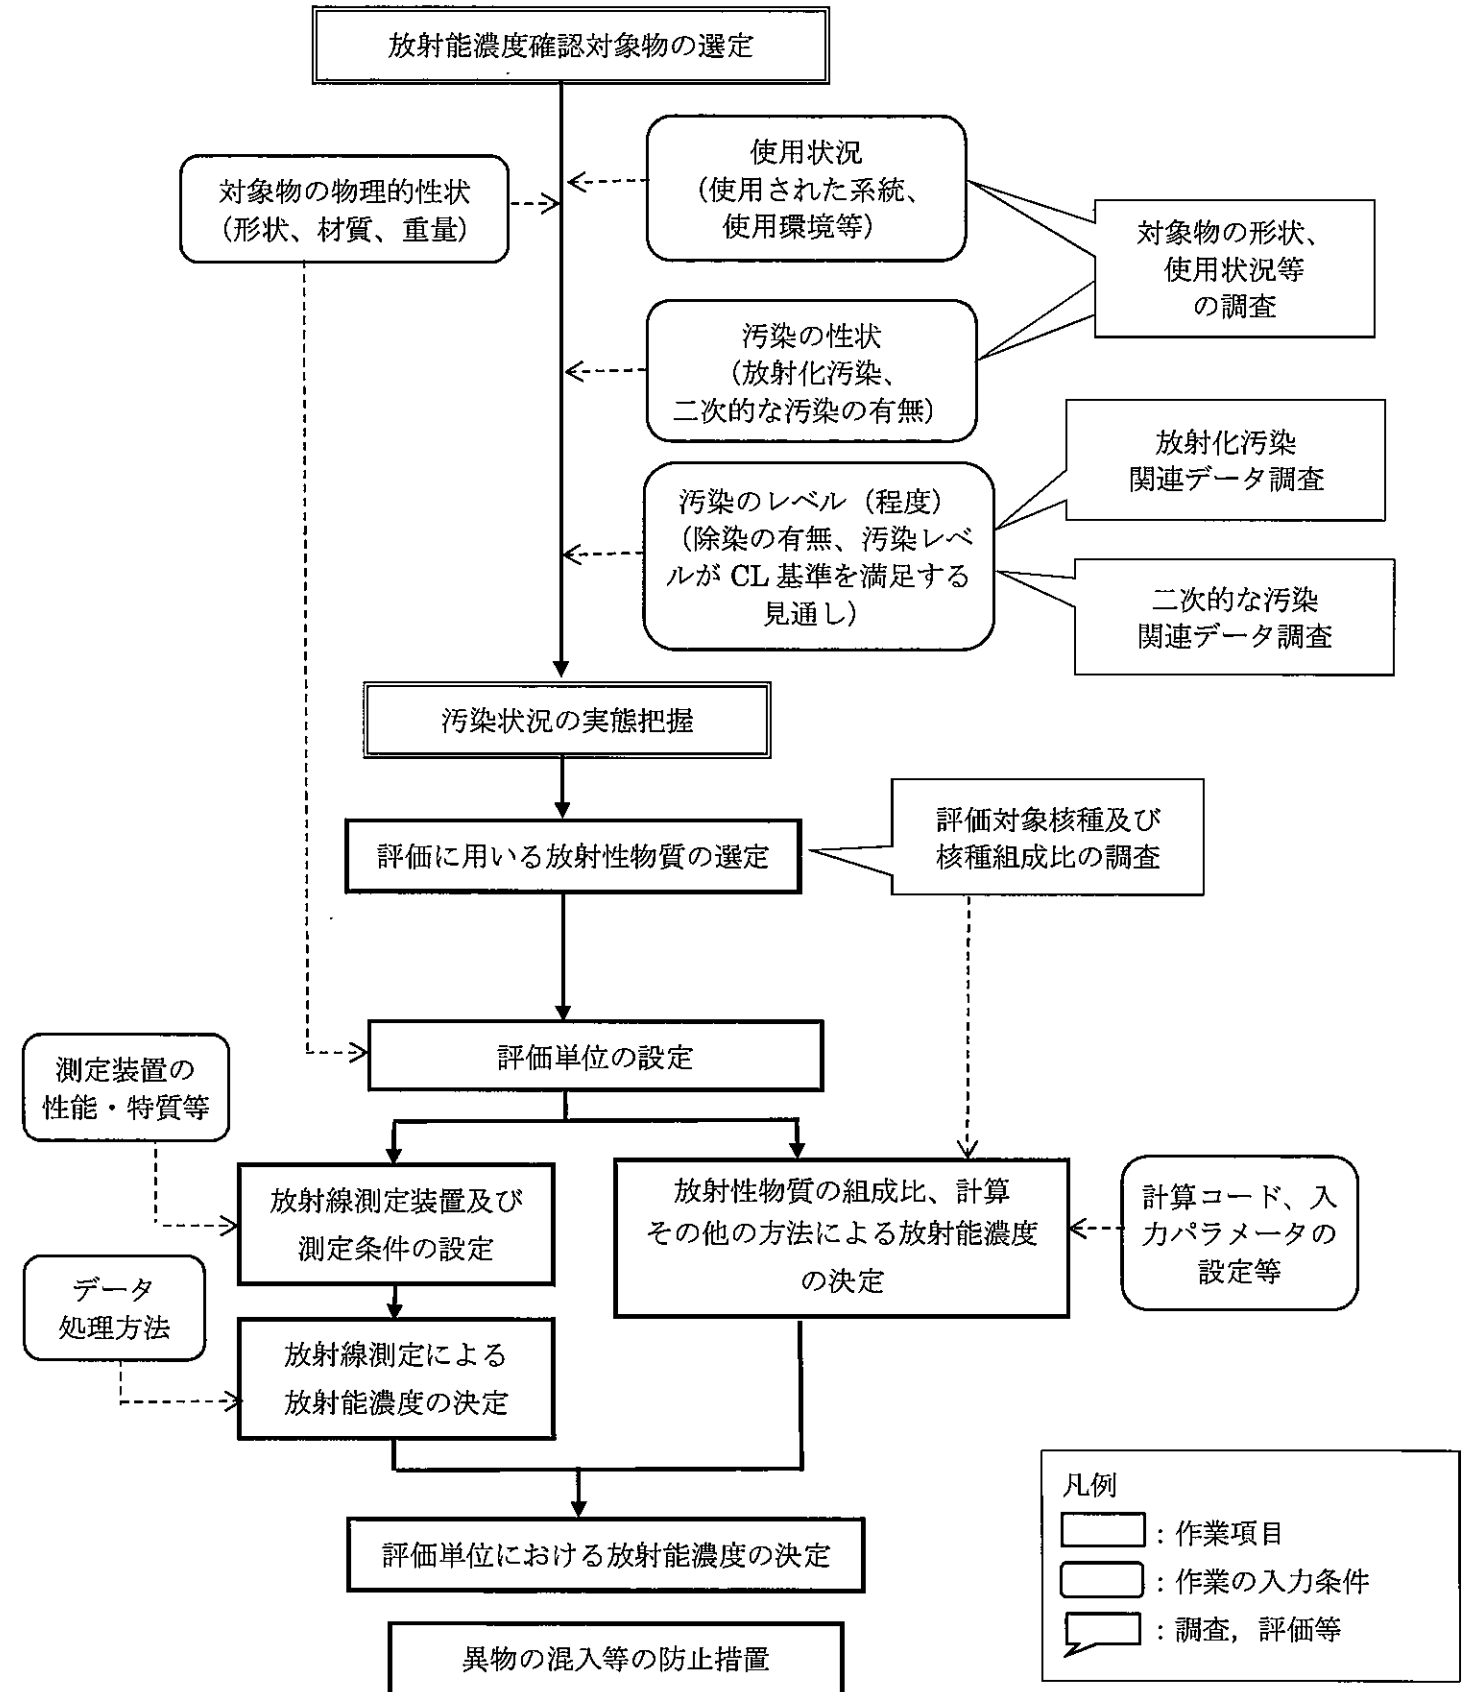 放射能濃度確認対象物の選定
対象物の物理的性状
(形状、材質、重量)
使用状況
(使用された系統、
使用環境等)
対象物の形状、
使用状況等
の調査
汚染の性状
(放射化汚染、
二次的な汚染の有無)
放射化汚染
関連データ調査
汚染のレベル(程度)
(除染の有無、汚染レベ
ルが CL 基準を満足する
見通し)
二次的な汚染
関連データ調査
汚染状況の実態把握
評価に用いる放射性物質の選定
評価対象核種及び
核種組成比の調査
評価単位の設定
測定装置の
性能・特質等
放射線測定装置及び
測定条件の設定
放射性物質の組成比、計算
その他の方法による放射能濃度
の決定
計算コード、入
力パラメータの
設定等
データ
処理方法
放射線測定による
放射能濃度の決定
評価単位における放射能濃度の決定
異物の混入等の防止措置
凡例
:作業項目
:作業の入力条件
:調査,評価等